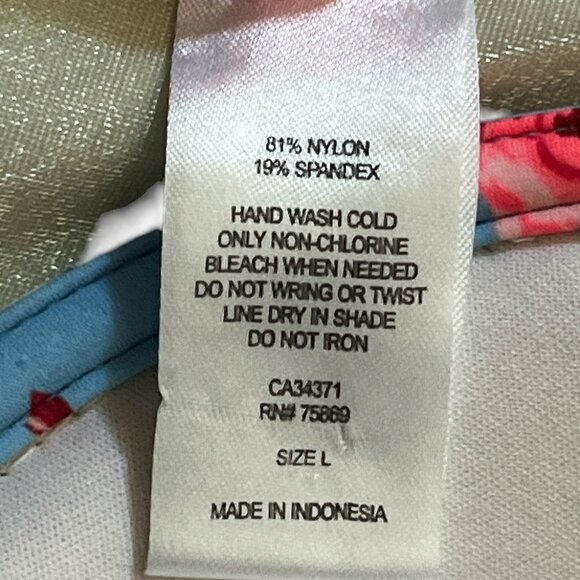 81% NYLON
19% SPANDEX
HAND WASH COLD
ONLY NON-CHLORINE
BLEACH WHEN NEEDED
DO NOT WRING OR TWIST
LINE DRY IN SHADE
DO NOT IRON
CA34371
RN# 75869
SIZE L
MADE IN INDONESIA